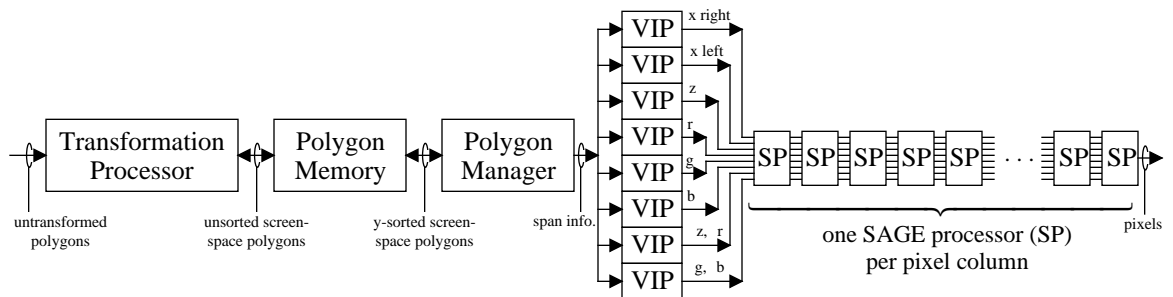 Transformation
Processor
Polygon
Memory
Polygon
Manager
untransformed
polygons
unsorted screen-
space polygons
y-sorted screen-
space polygons
span info.
VIP
VIP
VIP
VIP
VIP
VIP
VIP
VIP
x right
x left
z
r
g
b
z, r
g, b
SP
SP
SP
SP
SP
. . .
SP
SP
one SAGE processor (SP)
per pixel column
pixels